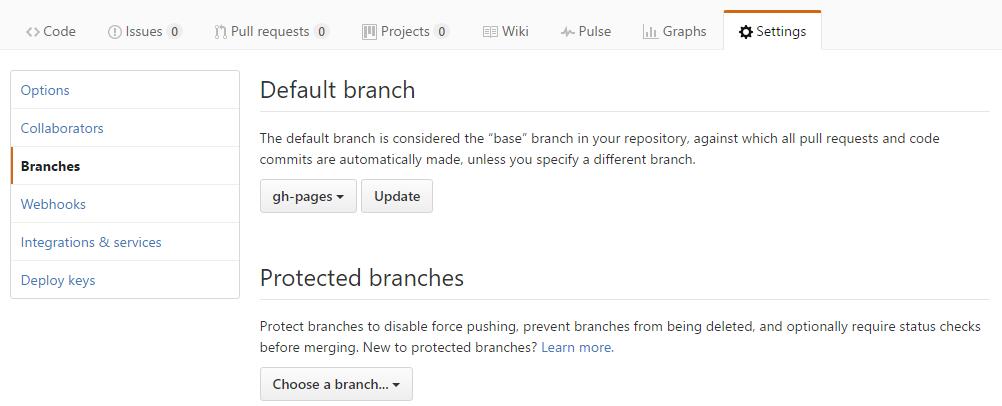 Code Issues 0 Pull requests 0 Projects 0 Wiki Pulse Graphs Settings
Options
Collaborators
Branches
Webhooks
Integrations & services
Deploy keys
Default branch
The default branch is considered the “base” branch in your repository, against which all pull requests and code
commits are automatically made, unless you specify a different branch.
gh-pages Update
Protected branches
Protect branches to disable force pushing, prevent branches from being deleted, and optionally require status checks
before merging. New to protected branches? Learn more.
Choose a branch...